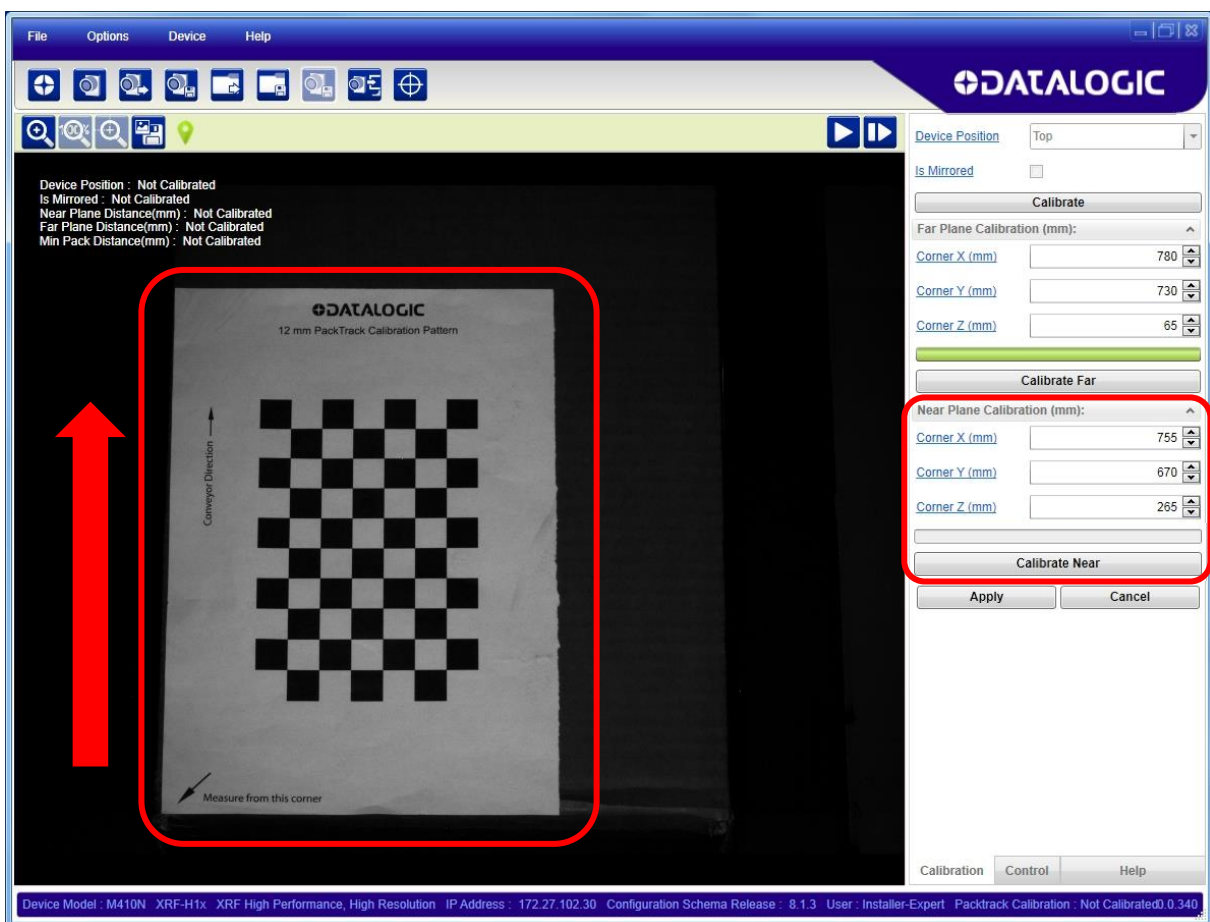 File Options Device Help
DATALOGIC
100%
Device Position : Not Calibrated
Is Mirrored : Not Calibrated
Near Plane Distance(mm) : Not Calibrated
Far Plane Distance(mm) : Not Calibrated
Min Pack Distance(mm) : Not Calibrated
DATALOGIC
12 mm PackTrack Calibration Pattern
Conveyor Direction
Measure from this corner
Device Position Top
Is Mirrored
Calibrate
Far Plane Calibration (mm):
Corner X (mm) 780
Corner Y (mm) 730
Corner Z (mm) 65
Calibrate Far
Near Plane Calibration (mm):
Corner X (mm) 755
Corner Y (mm) 670
Corner Z (mm) 265
Calibrate Near
Apply Cancel
Calibration Control Help
Device Model : M410N XRF-H1x XRF High Performance, High Resolution IP Address : 172.27.102.30 Configuration Schema Release : 8.1.3 User : Installer-Expert Packtrack Calibration : Not Calibrated0.0.340